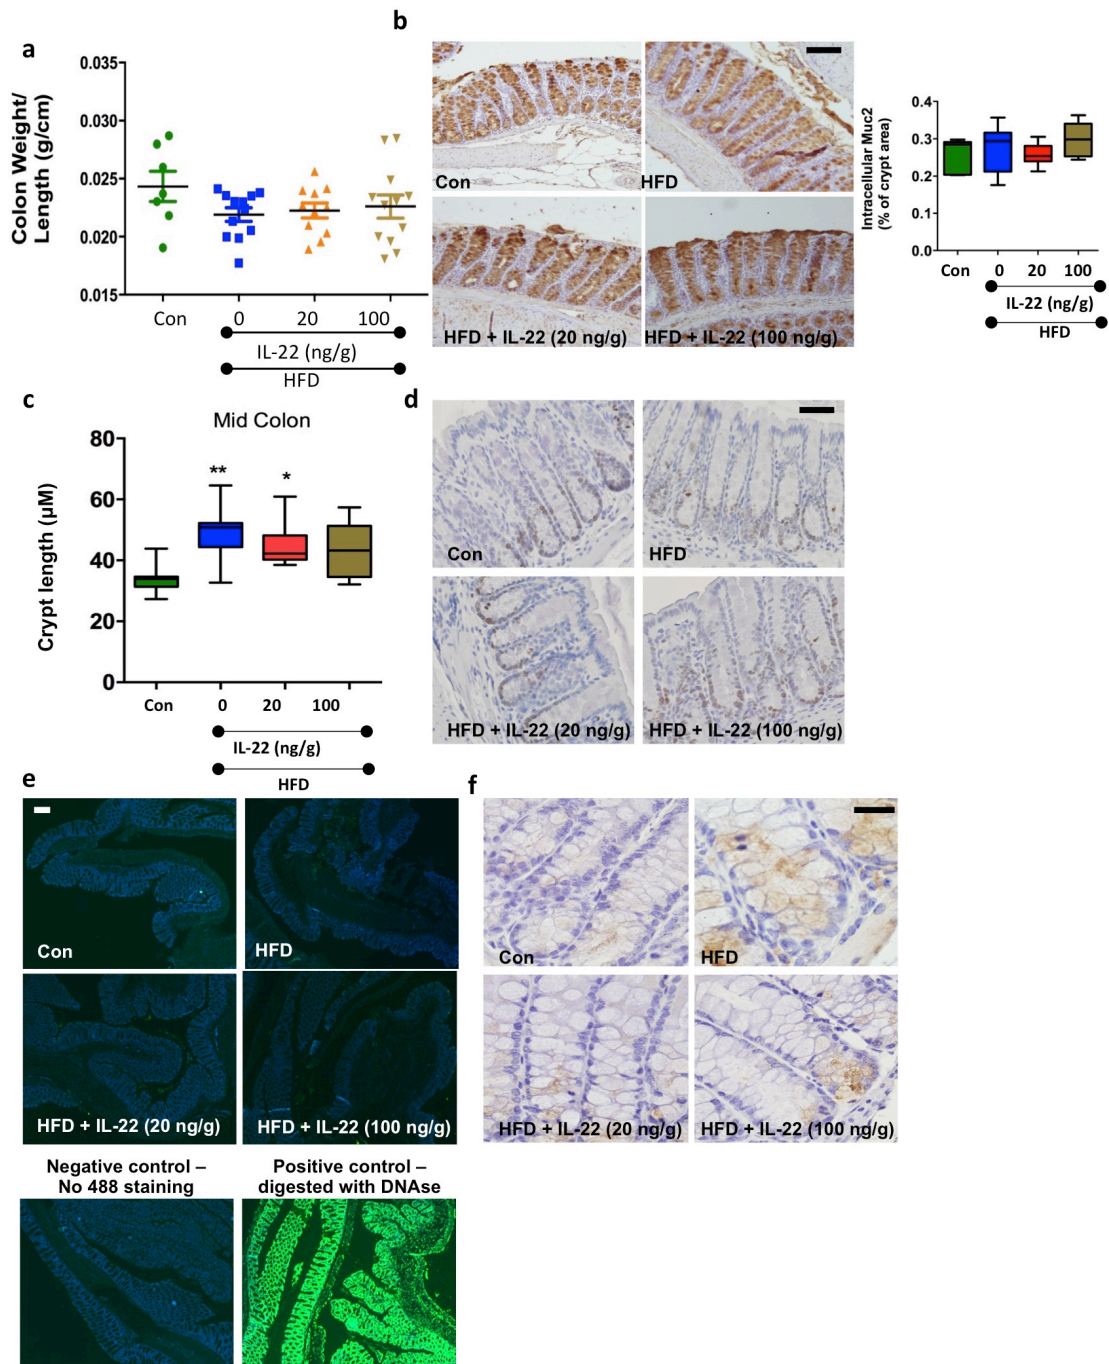 a
Colon Weight/
Length (g/cm)
0.035
0.030
0.025
0.020
0.015
Con
0
20
100
IL-22 (ng/g)
HFD
b
Con
HFD
HFD + IL-22 (20 ng/g)
HFD + IL-22 (100 ng/g)
Intracellular Muc2
(% of crypt area)
0.4
0.3
0.2
0.1
0.0
Con
0
20
100
IL-22 (ng/g)
HFD
c
Mid Colon
Crypt length (µM)
80
60
40
20
0
**
*
Con
0
20
100
IL-22 (ng/g)
HFD
d
Con
HFD
HFD + IL-22 (20 ng/g)
HFD + IL-22 (100 ng/g)
e
Con
HFD
HFD + IL-22 (20 ng/g)
HFD + IL-22 (100 ng/g)
Negative control –
No 488 staining
Positive control –
digested with DNAse
f
Con
HFD
HFD + IL-22 (20 ng/g)
HFD + IL-22 (100 ng/g)